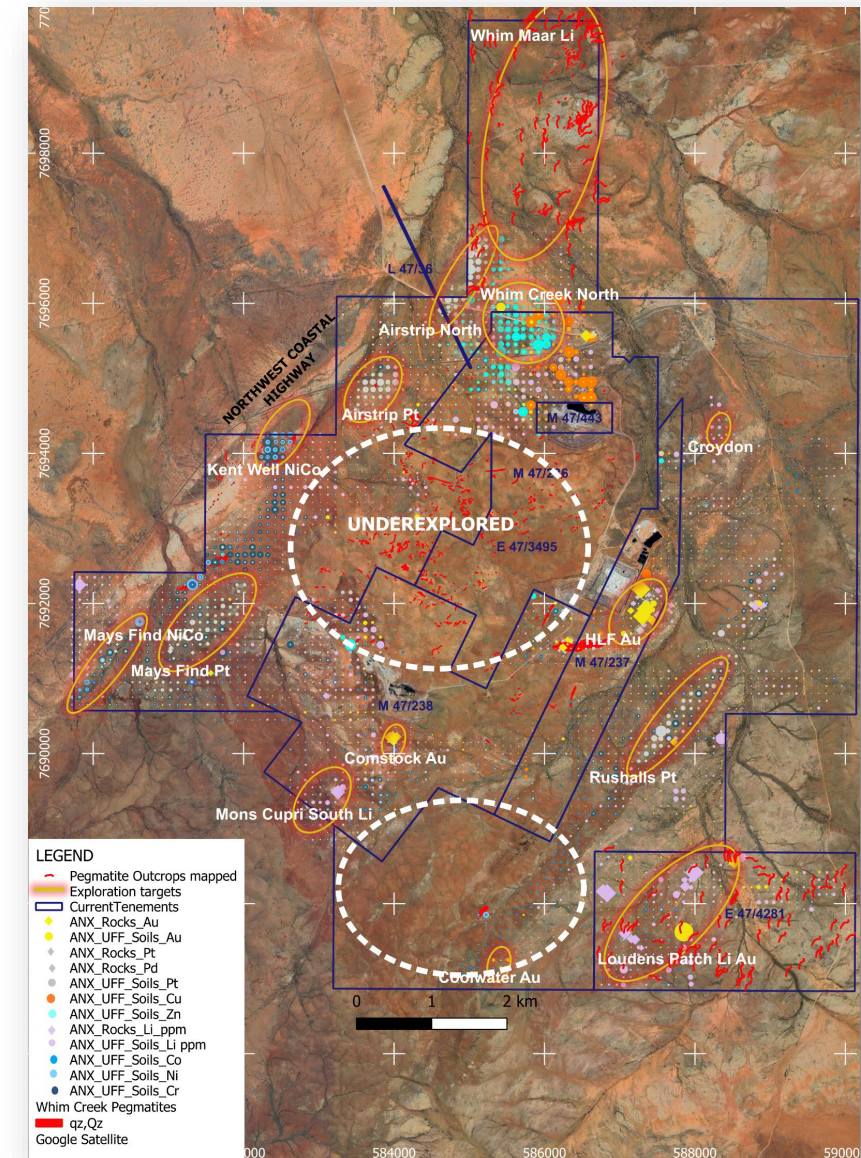 770
Whim Maar Li
7698000
L 47/36
7696000
Whim Creek North
Airstrip North
NORTHWEST COASTAL
HIGHWAY
Airstrip Pt
M 47/443
7694000
Croydon
Kent Well NiCo
M 47/236
UNDEREXPLORED
E 47/3495
7692000
Mays Find NiCo
HLF Au
Mays Find Pt
M 47/237
M 47/238
7690000
Comstock Au
Rushalls Pt
Mons Cupri South Li
E 47/4281
Loudens Patch Li Au
Coolwater Au
0 1 2 km
LEGEND
Pegmatite Outcrops mapped
Exploration targets
CurrentTenements
ANX_Rocks_Au
ANX_UFF_Soils_Au
ANX_Rocks_Pt
ANX_Rocks_Pd
ANX_UFF_Soils_Pt
ANX_UFF_Soils_Cu
ANX_UFF_Soils_Zn
ANX_Rocks_Li_ppm
ANX_UFF_Soils_Li ppm
ANX_UFF_Soils_Co
ANX_UFF_Soils_Ni
ANX_UFF_Soils_Cr
Whim Creek Pegmatites
qz,Qz
Google Satellite
000 584000 586000 588000 59000